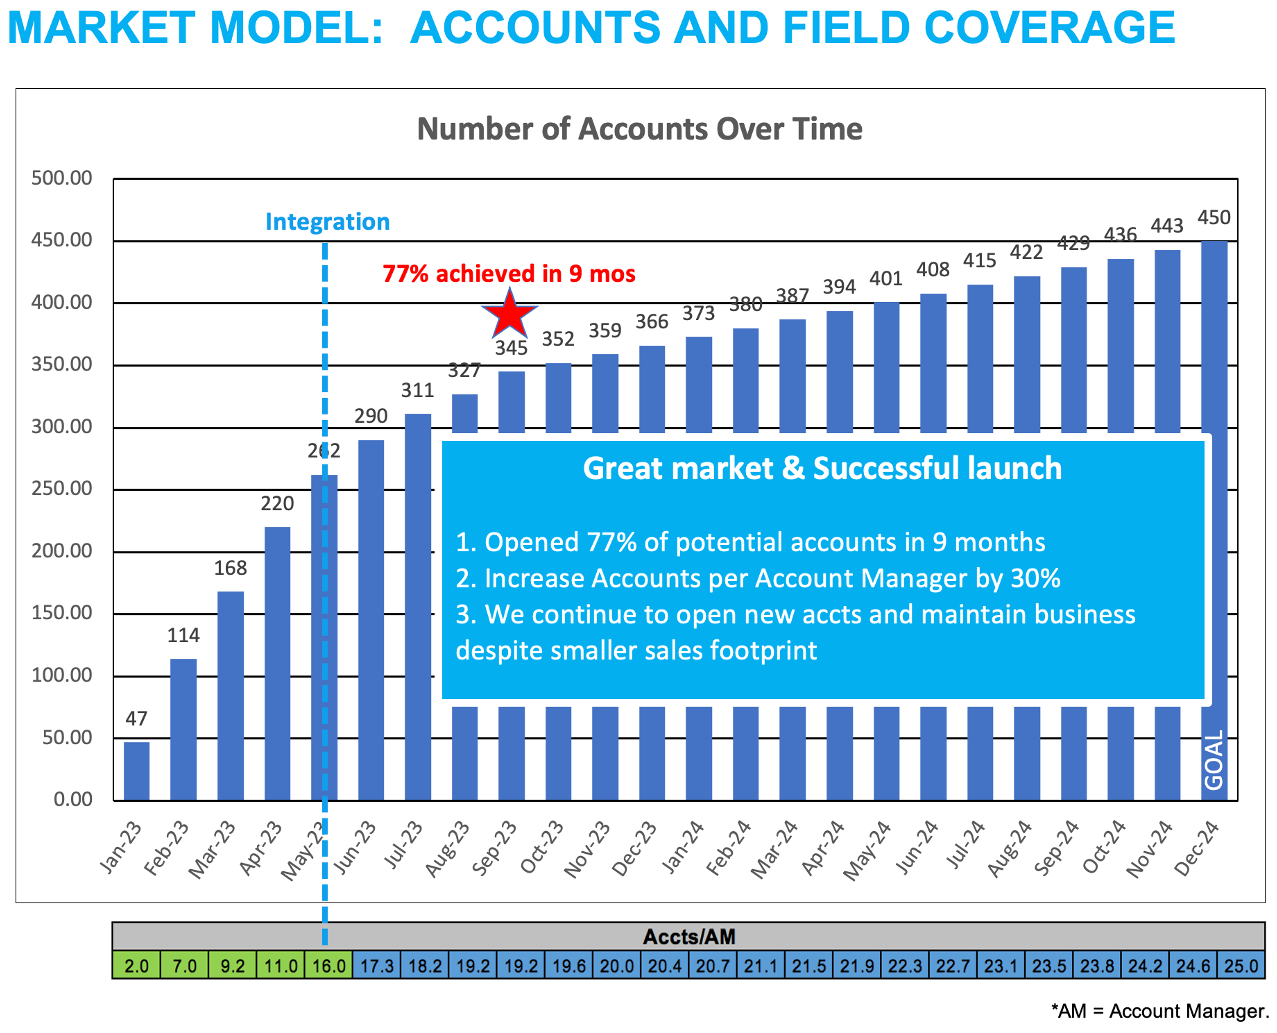 MARKET MODEL:  ACCOUNTS AND FIELD COVERAGE
Number of Accounts Over Time
500.00
450.00
400.00
350.00
300.00
250.00
200.00
150.00
100.00
50.00
0.00
Integration
77% achieved in 9 mos
47
114
168
220
262
290
311
327
345
352
359
366
373
380
387
394
401
408
415
422
429
436
443
450
Great market & Successful launch
1. Opened 77% of potential accounts in 9 months
2. Increase Accounts per Account Manager by 30%
3. We continue to open new accts and maintain business
despite smaller sales footprint
GOAL
Jan-23
Feb-23
Mar-23
Apr-23
May-23
Jun-23
Jul-23
Aug-23
Sep-23
Oct-23
Nov-23
Dec-23
Jan-24
Feb-24
Mar-24
Apr-24
May-24
Jun-24
Jul-24
Aug-24
Sep-24
Oct-24
Nov-24
Dec-24
Accts/AM
2.0 7.0 9.2 11.0 16.0 17.3 18.2 19.2 19.2 19.6 20.0 20.4 20.7 21.1 21.5 21.9 22.3 22.7 23.1 23.5 23.8 24.2 24.6 25.0
*AM = Account Manager.